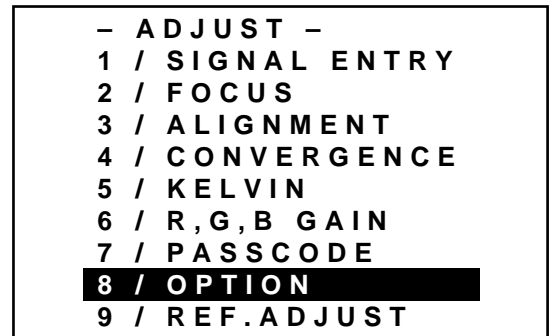 – ADJUST –
1 / SIGNAL ENTRY
2 / FOCUS
3 / ALIGNMENT
4 / CONVERGENCE
5 / KELVIN
6 / R,G,B GAIN
7 / PASSCODE
8 / OPTION
9 / REF.ADJUST